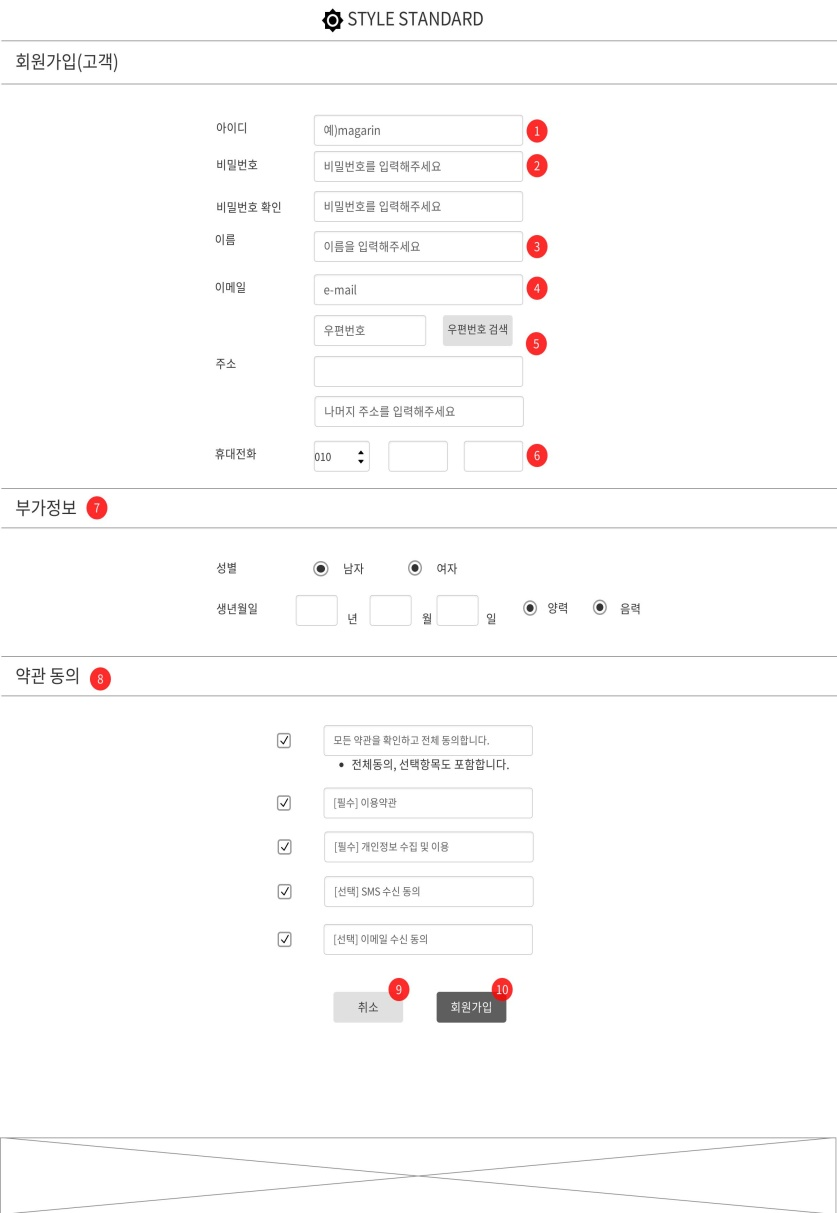 STYLE STANDARD
회원가입(고객)
아이디 예)magarin 1
비밀번호 비밀번호를 입력해주세요 2
비밀번호 확인 비밀번호를 입력해주세요
이름 이름을 입력해주세요 3
이메일 e-mail 4
우편번호 우편번호 검색 5
주소
나머지 주소를 입력해주세요
휴대전화 010 6
부가정보 7
성별 남자 여자
생년월일 년 월 일 양력 음력
약관 동의 8
모든 약관을 확인하고 전체 동의합니다.
• 전체동의, 선택항목도 포함합니다.
[필수] 이용약관
[필수] 개인정보 수집 및 이용
[선택] SMS 수신 동의
[선택] 이메일 수신 동의
취소 9 회원가입 10